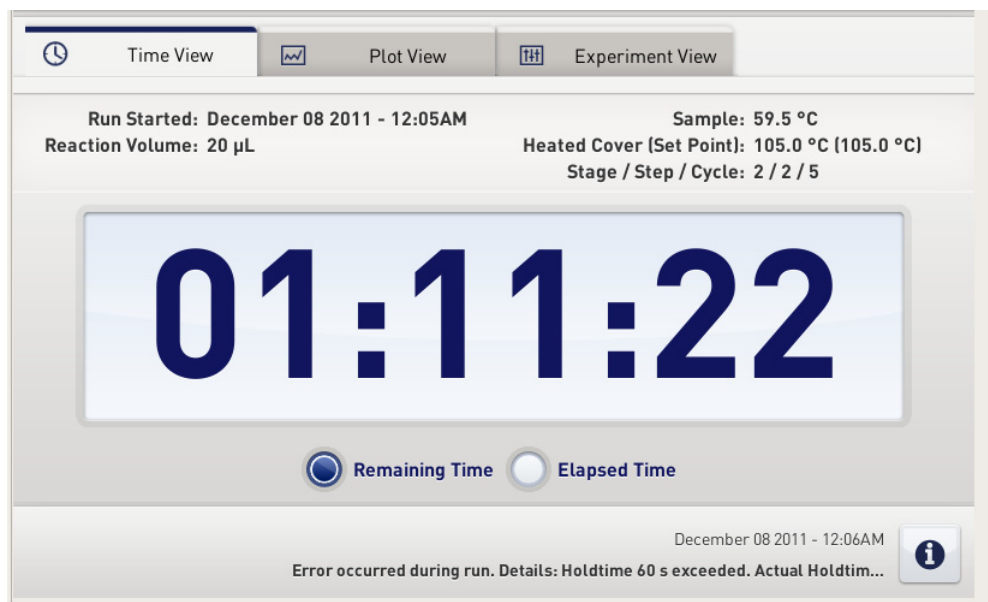 Time View
Plot View
Experiment View
Run Started: December 08 2011 - 12:05AM
Reaction Volume: 20 µL
Sample: 59.5 °C
Heated Cover (Set Point): 105.0 °C (105.0 °C)
Stage / Step / Cycle: 2 / 2 / 5
01:11:22
Remaining Time
Elapsed Time
December 08 2011 - 12:06AM
Error occurred during run. Details: Holdtime 60 s exceeded. Actual Holdtim...